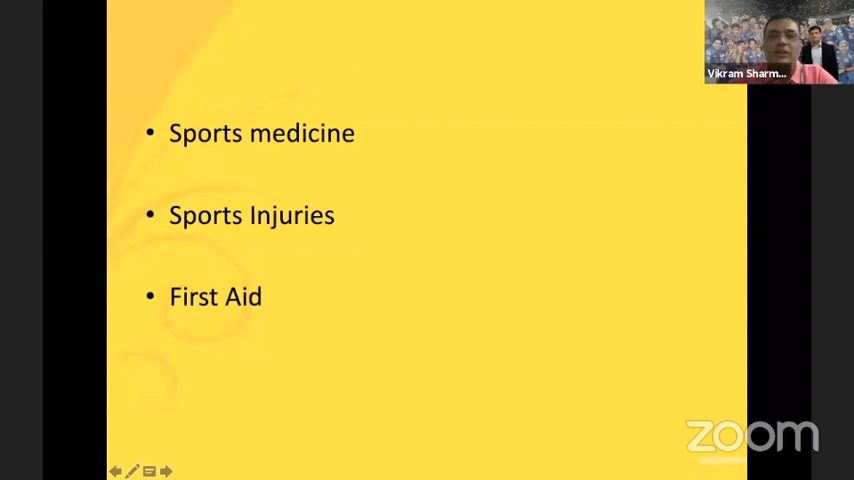 Vikram Sharm...
• Sports medicine
• Sports Injuries
• First Aid
zoom